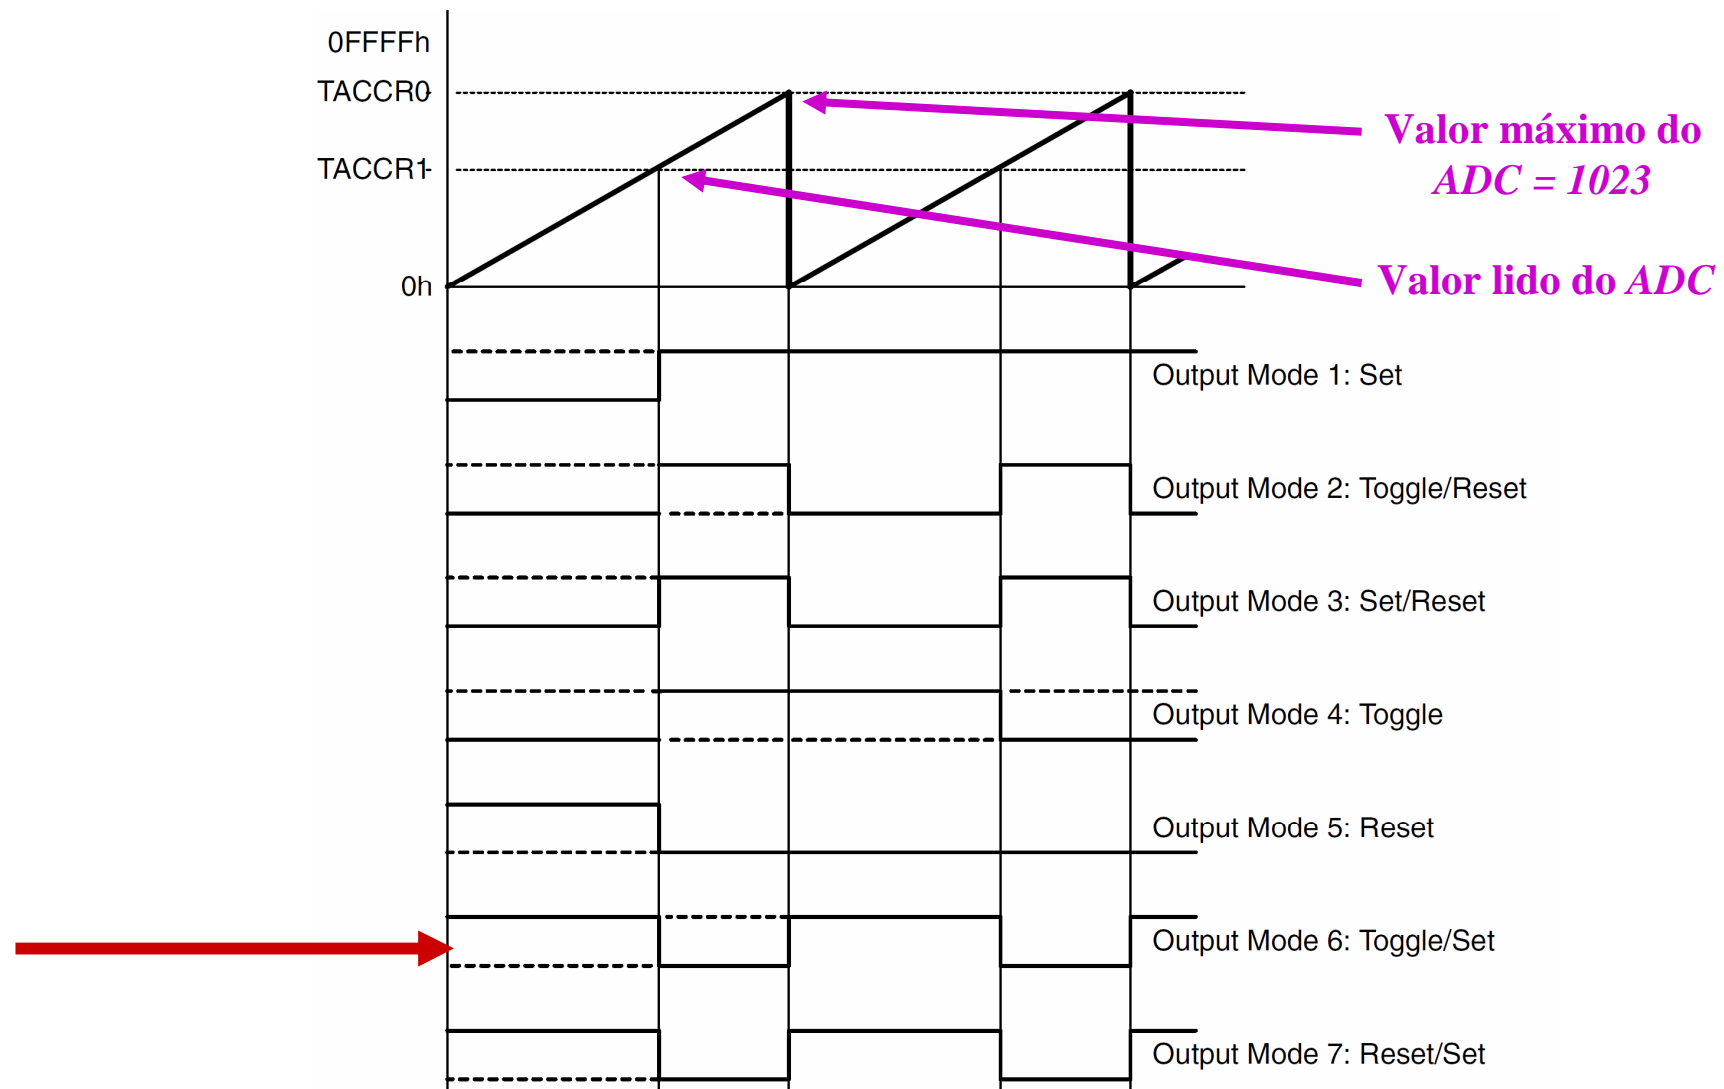 0FFFFh
TACCR0
Valor máximo do
ADC = 1023
TACCR1
Valor lido do ADC
0h
Output Mode 1: Set
Output Mode 2: Toggle/Reset
Output Mode 3: Set/Reset
Output Mode 4: Toggle
Output Mode 5: Reset
Output Mode 6: Toggle/Set
Output Mode 7: Reset/Set